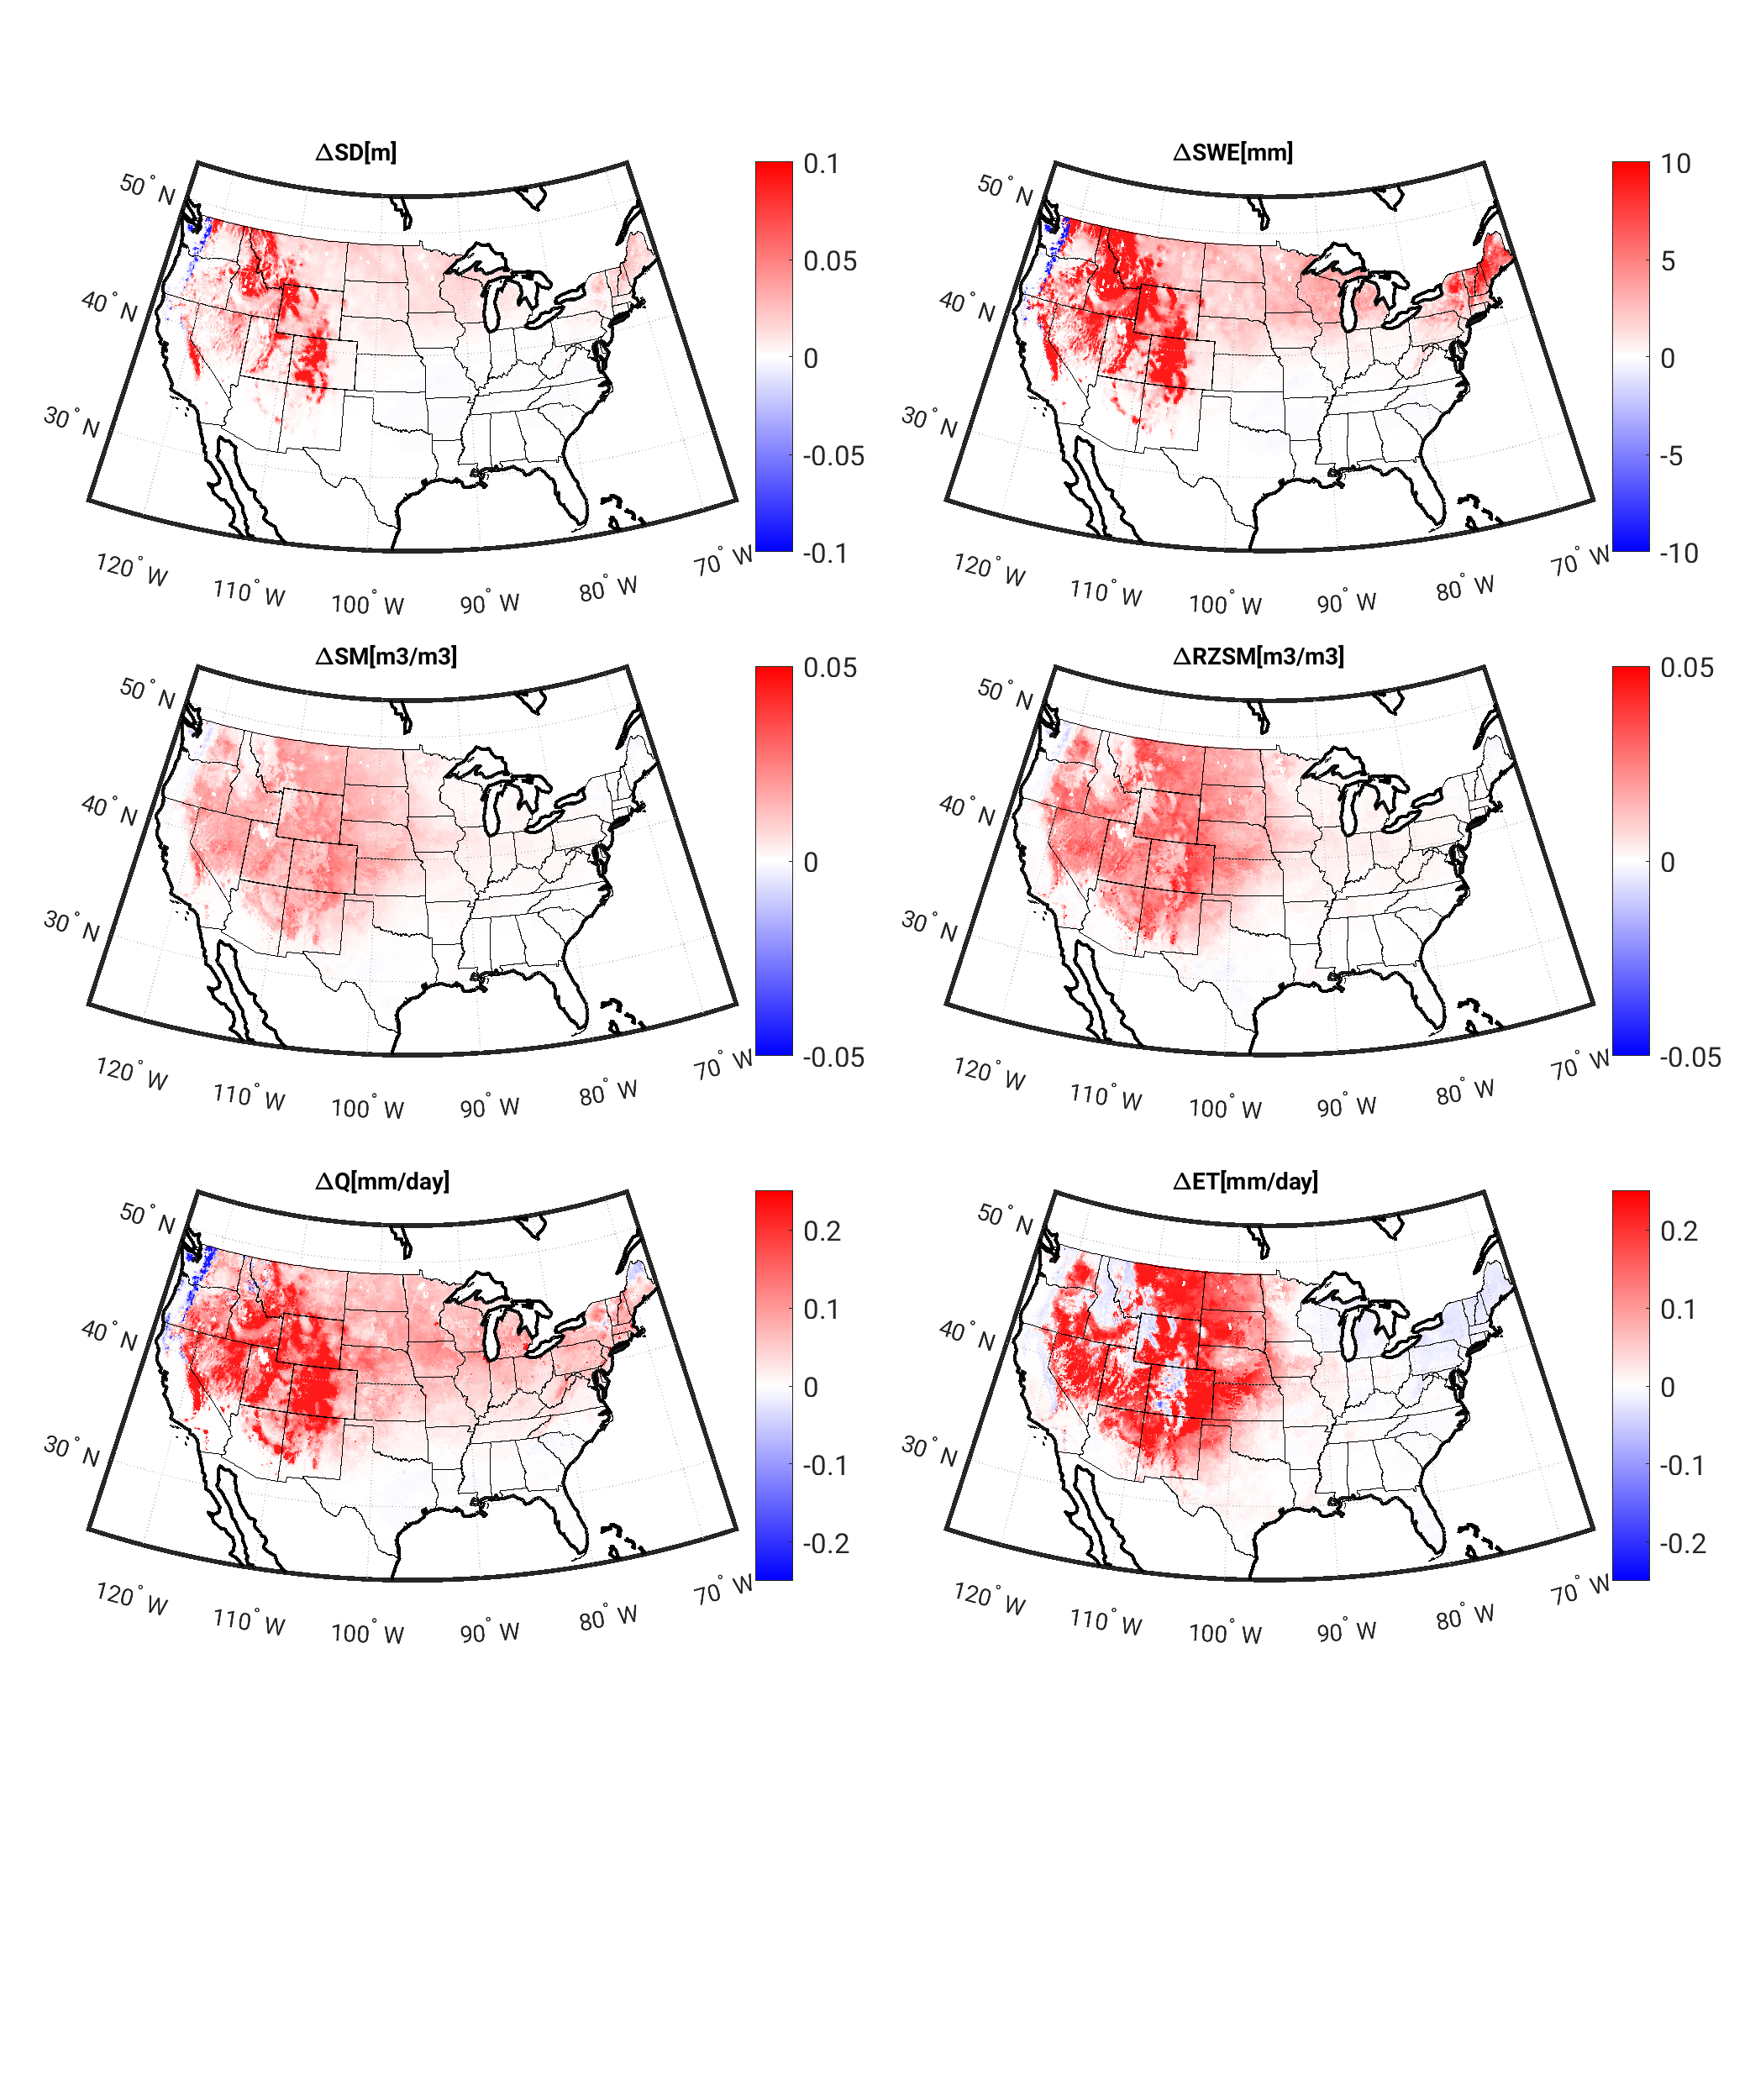 ΔSD[m]
50° N
40° N
30° N
120° W
110° W
100° W
90° W
80° W
70° W
0.1
0.05
0
-0.05
-0.1
ΔSWE[mm]
50° N
40° N
30° N
120° W
110° W
100° W
90° W
80° W
70° W
10
5
0
-5
-10
ΔSM[m3/m3]
50° N
40° N
30° N
120° W
110° W
100° W
90° W
80° W
70° W
0.05
0
-0.05
ΔRZSM[m3/m3]
50° N
40° N
30° N
120° W
110° W
100° W
90° W
80° W
70° W
0.05
0
-0.05
ΔQ[mm/day]
50° N
40° N
30° N
120° W
110° W
100° W
90° W
80° W
70° W
0.2
0.1
0
-0.1
-0.2
ΔET[mm/day]
50° N
40° N
30° N
120° W
110° W
100° W
90° W
80° W
70° W
0.2
0.1
0
-0.1
-0.2